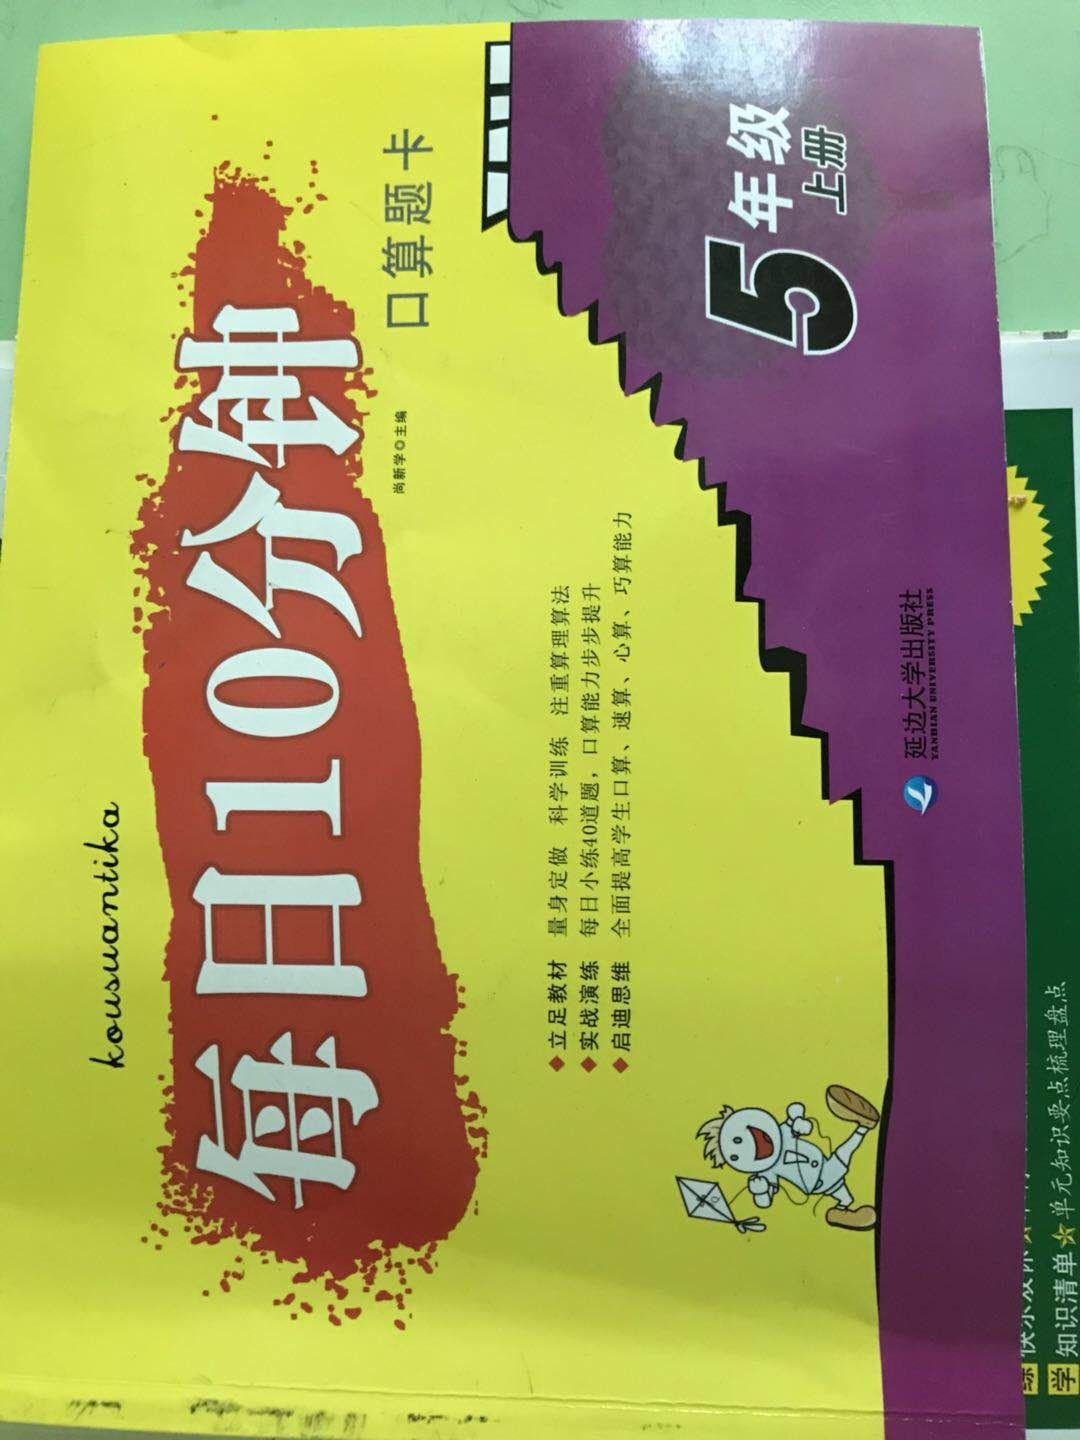 kousuantika
每日10分钟
口算题卡
尚新学◎主编
◆立足教材 量身定做 科学训练 注重算理算法
◆实战演练 每日小练40道题，口算能力步步提升
◆启迪思维 全面提高学生口算、速算、心算、巧算能力
5年级
上册
延边大学出版社
YANBIAN UNIVERSITY PRESS
学 知识清单★单元知识要点梳理盘点